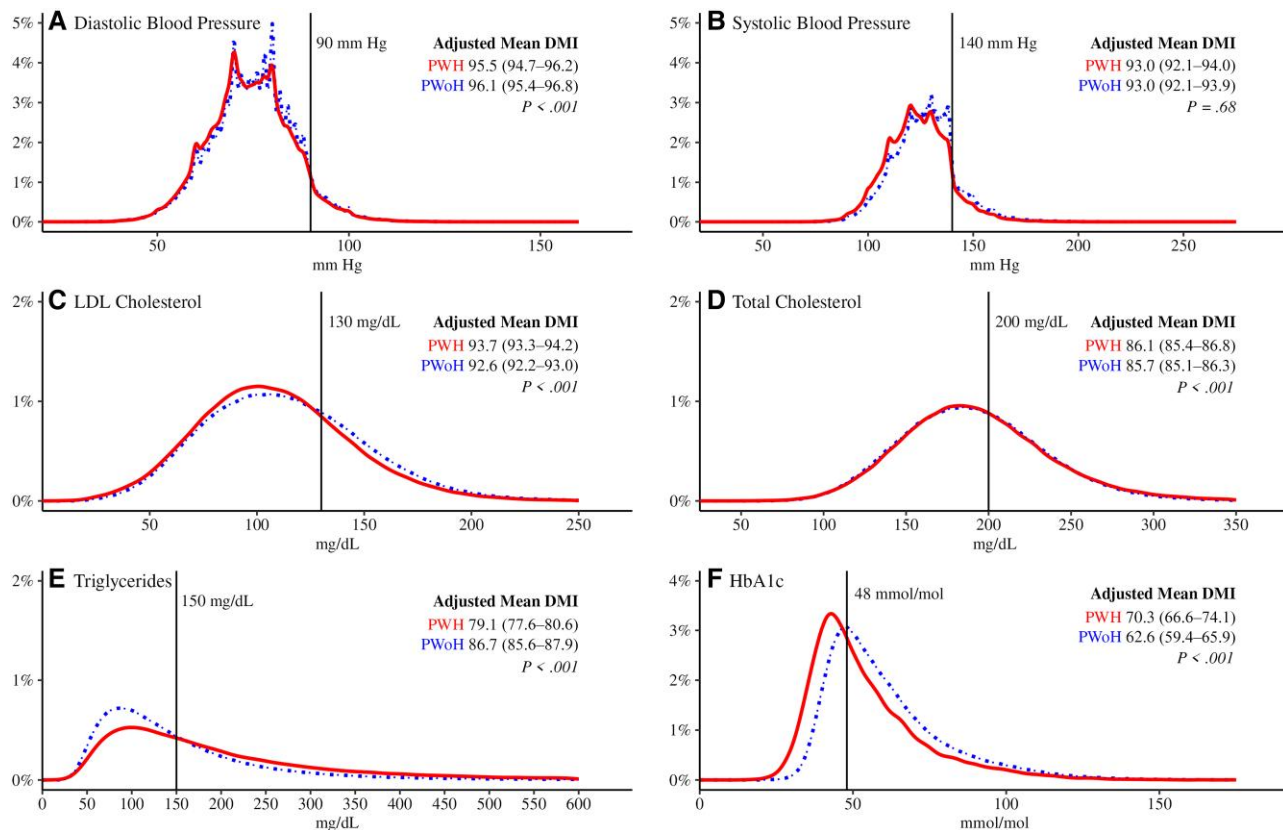 A Diastolic Blood Pressure
5%
4%
3%
2%
1%
0%
90 mm Hg
Adjusted Mean DMI
PWH 95.5 (94.7–96.2)
PWoH 96.1 (95.4–96.8)
P < .001
50 100 150
mm Hg
B Systolic Blood Pressure
5%
4%
3%
2%
1%
0%
140 mm Hg
Adjusted Mean DMI
PWH 93.0 (92.1–94.0)
PWoH 93.0 (92.1–93.9)
P = .68
50 100 150 200 250
mm Hg
C LDL Cholesterol
2%
1%
0%
130 mg/dL
Adjusted Mean DMI
PWH 93.7 (93.3–94.2)
PWoH 92.6 (92.2–93.0)
P < .001
50 100 150 200 250
mg/dL
D Total Cholesterol
2%
1%
0%
200 mg/dL
Adjusted Mean DMI
PWH 86.1 (85.4–86.8)
PWoH 85.7 (85.1–86.3)
P < .001
50 100 150 200 250 300 350
mg/dL
E Triglycerides
2%
1%
0%
150 mg/dL
Adjusted Mean DMI
PWH 79.1 (77.6–80.6)
PWoH 86.7 (85.6–87.9)
P < .001
0 50 100 150 200 250 300 350 400 450 500 550 600
mg/dL
F HbA1c
4%
3%
2%
1%
0%
48 mmol/mol
Adjusted Mean DMI
PWH 70.3 (66.6–74.1)
PWoH 62.6 (59.4–65.9)
P < .001
0 50 100 150
mmol/mol